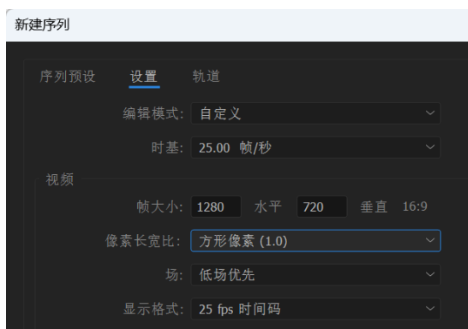 新建序列
序列预设 设置 轨道
编辑模式: 自定义
时基: 25.00 帧/秒
视频
帧大小: 1280 水平 720 垂直 16:9
像素长宽比: 方形像素 (1.0)
场: 低场优先
显示格式: 25 fps 时间码